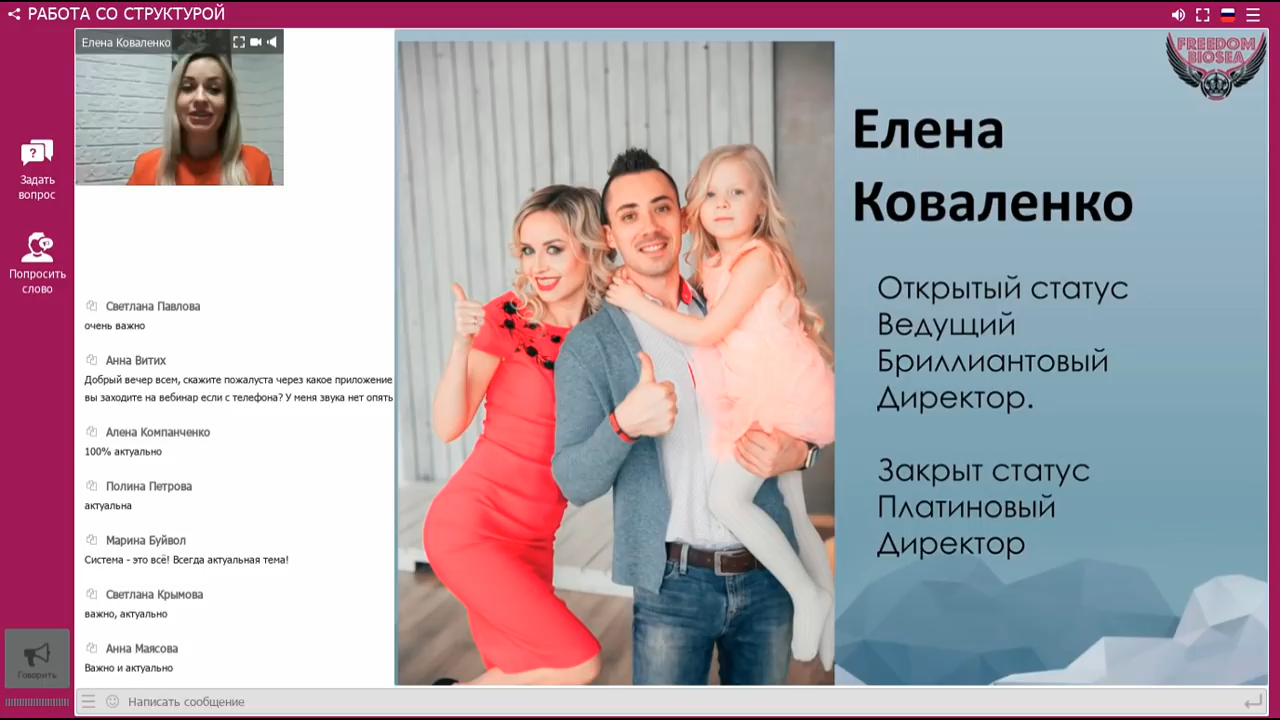 РАБОТА СО СТРУКТУРОЙ
Елена Коваленко
Задать
вопрос
Попросить
слово
Светлана Павлова
очень важно
Анна Витих
Добрый вечер всем, скажите пожалуста через какое приложение
вы заходите на вебинар если с телефона? У меня звука нет опять
Алена Компанченко
100% актуально
Полина Петрова
актуальна
Марина Буйвол
Система - это всё! Всегда актуальная тема!
Светлана Крымова
важно, актуально
Анна Маясова
Важно и актуально
Говорить
Написать сообщение
FREEDOM
BIOSEA
Елена
Коваленко
Открытый статус
Ведущий
Бриллиантовый
Директор.
Закрыт статус
Платиновый
Директор